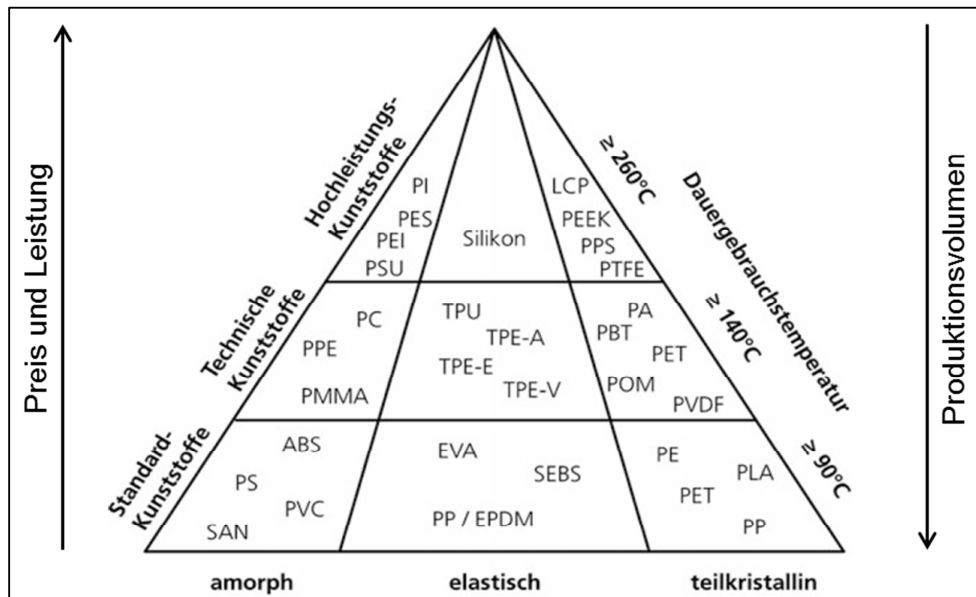 Preis und Leistung
Hochleistungs-
Kunststoffe
Technische
Kunststoffe
Standard-
Kunststoffe
PI
PES
PEI
PSU
Silikon
LCP
PEEK
PPS
PTFE
PC
PPE
PMMA
TPU
TPE-A
TPE-E
TPE-V
PA
PBT
PET
POM
PVDF
ABS
PS
PVC
SAN
EVA
SEBS
PP / EPDM
PE
PLA
PET
PP
≥ 260°C
≥ 140°C
≥ 90°C
Dauergebrauchstemperatur
Produktionsvolumen
amorph
elastisch
teilkristallin